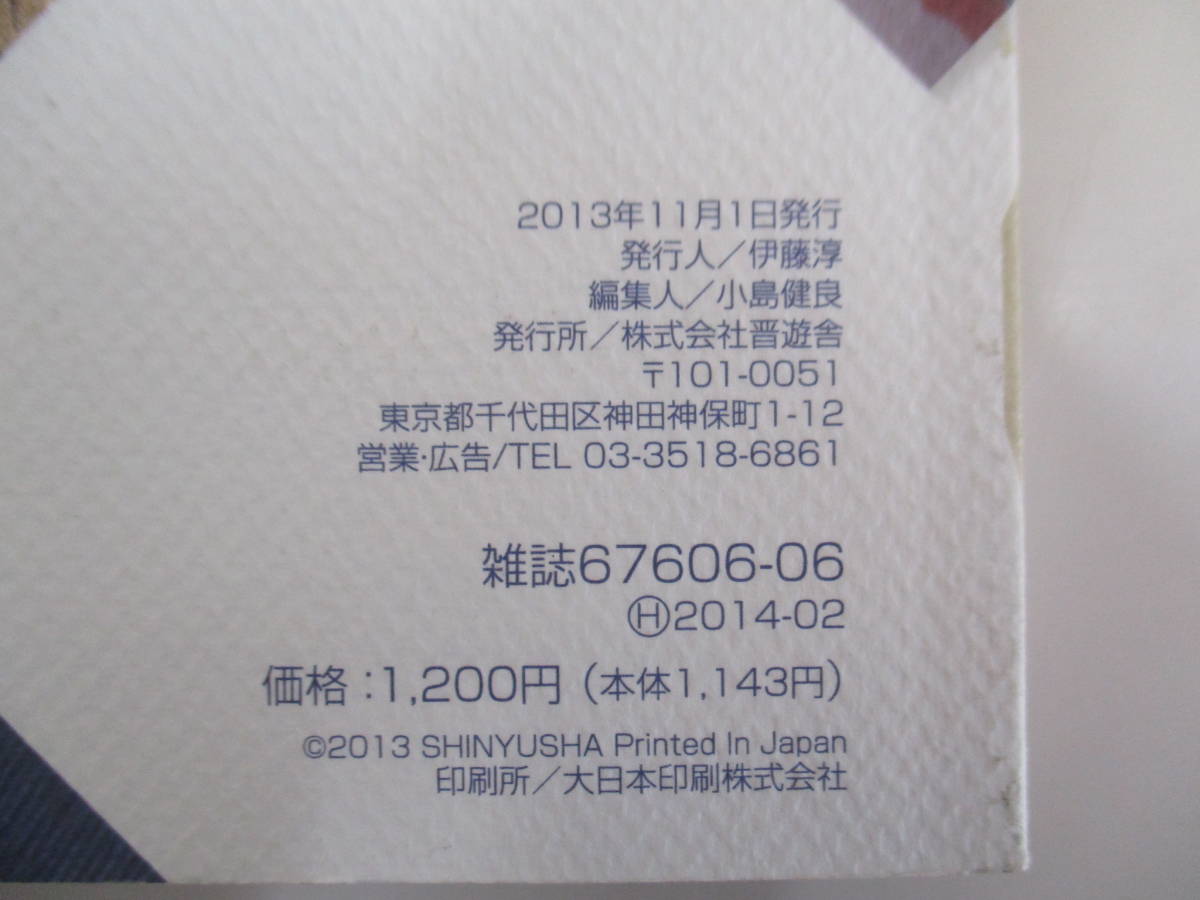 2013年11月1日発行
発行人／伊藤淳
編集人／小島健良
発行所／株式会社晋遊舎
〒101-0051
東京都千代田区神田神保町1-12
営業・広告/TEL 03-3518-6861
雑誌67606-06
Ⓗ2014-02
価格：1,200円（本体1,143円）
©2013 SHINYUSHA Printed In Japan
印刷所／大日本印刷株式会社